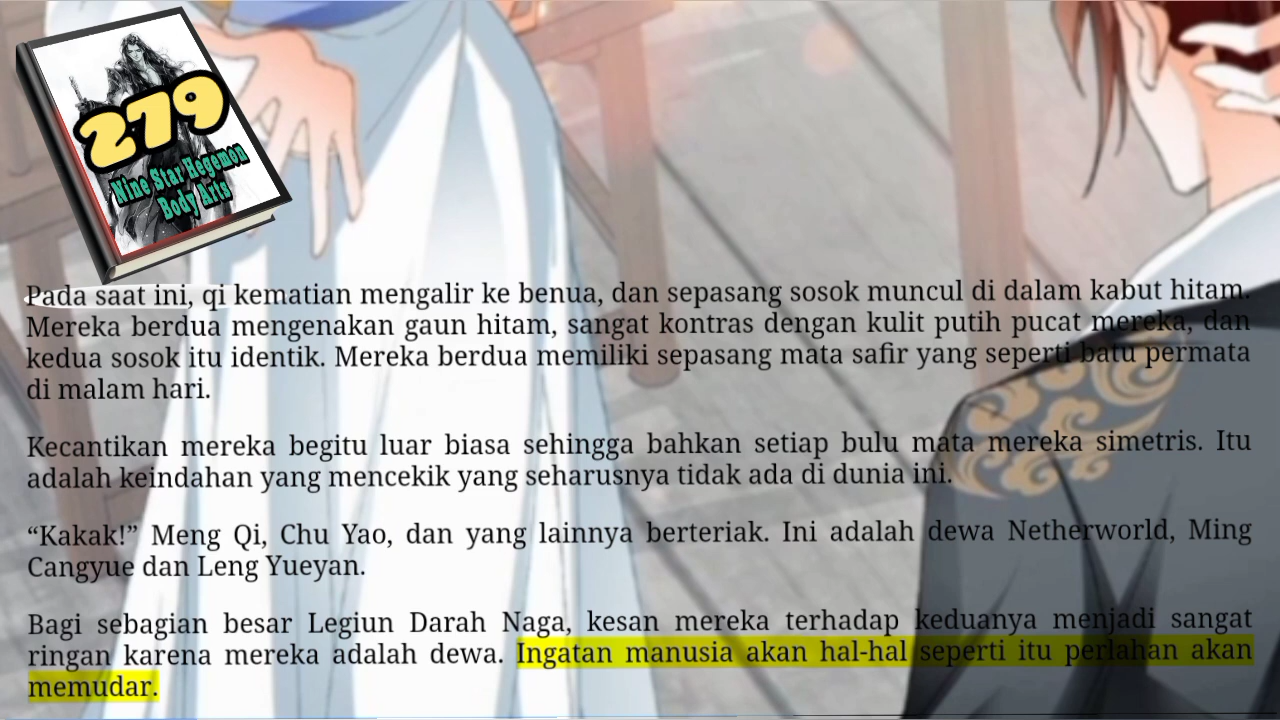 279
Nine Star Hegemon
Body Arts
Pada saat ini, qi kematian mengalir ke benua, dan sepasang sosok muncul di dalam kabut hitam.
Mereka berdua mengenakan gaun hitam, sangat kontras dengan kulit putih pucat mereka, dan
kedua sosok itu identik. Mereka berdua memiliki sepasang mata safir yang seperti batu permata
di malam hari.
Kecantikan mereka begitu luar biasa sehingga bahkan setiap bulu mata mereka simetris. Itu
adalah keindahan yang mencekik yang seharusnya tidak ada di dunia ini.
“Kakak!” Meng Qi, Chu Yao, dan yang lainnya berteriak. Ini adalah dewa Netherworld, Ming
Cangyue dan Leng Yueyan.
Bagi sebagian besar Legiun Darah Naga, kesan mereka terhadap keduanya menjadi sangat
ringan karena mereka adalah dewa. Ingatan manusia akan hal-hal seperti itu perlahan akan
memudar.